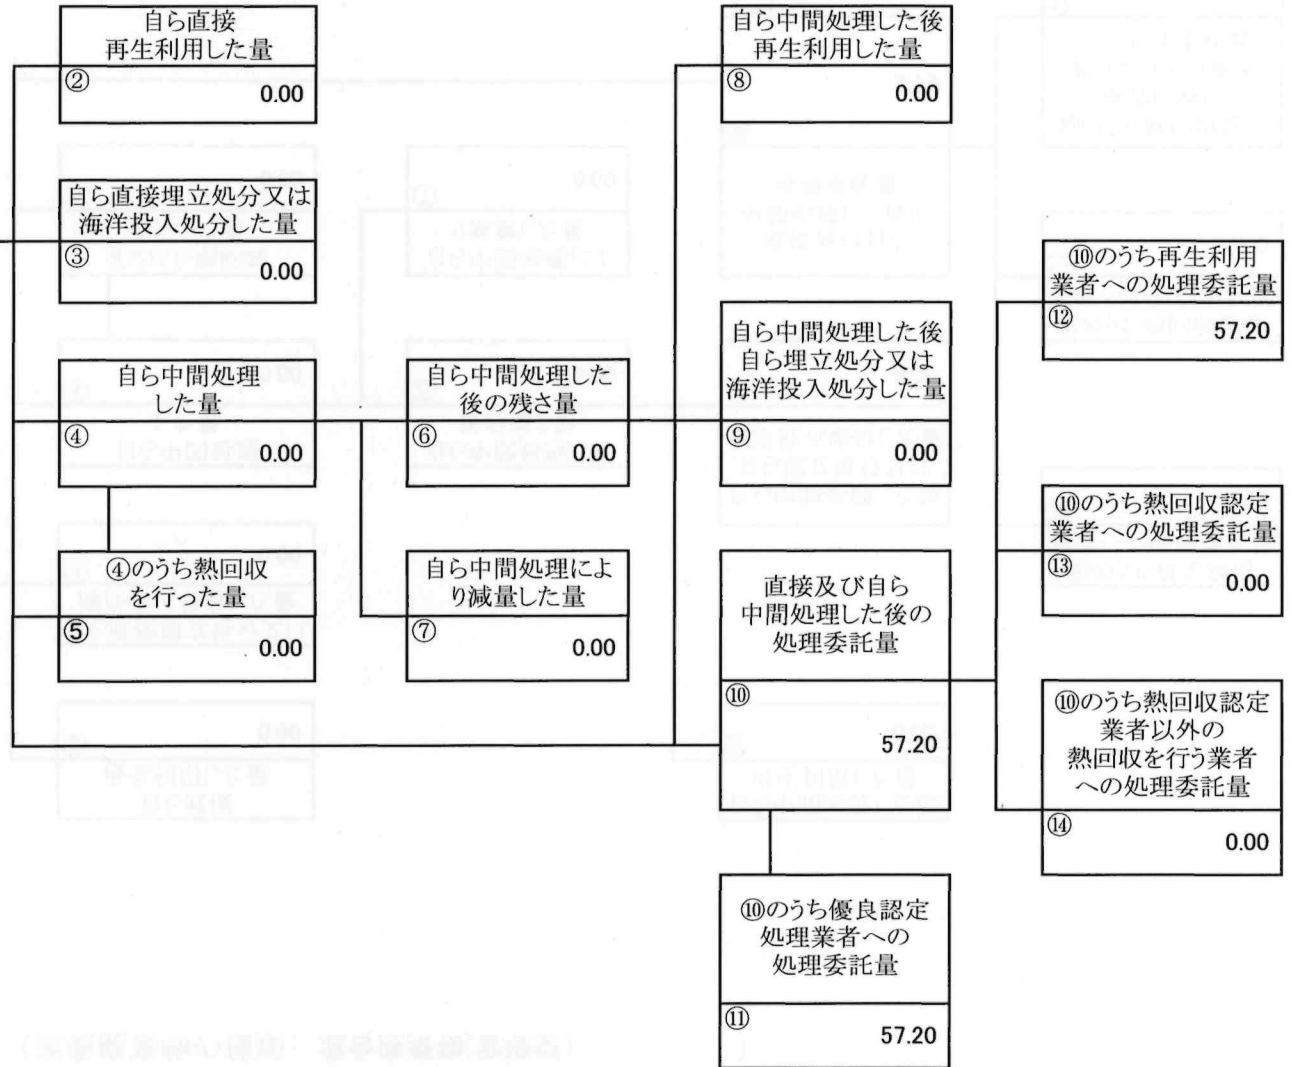 自ら直接
再生利用した量
②
0.00
自ら直接埋立処分又は
海洋投入処分した量
③
0.00
自ら中間処理
した量
④
0.00
④のうち熱回収
を行った量
⑤
0.00
自ら中間処理した
後の残さ量
⑥
0.00
自ら中間処理によ
り減量した量
⑦
0.00
自ら中間処理した後
再生利用した量
⑧
0.00
自ら中間処理した後
自ら埋立処分又は
海洋投入処分した量
⑨
0.00
直接及び自ら
中間処理した後の
処理委託量
⑩
57.20
⑩のうち優良認定
処理業者への
処理委託量
⑪
57.20
⑩のうち再生利用
業者への処理委託量
⑫
57.20
⑩のうち熱回収認定
業者への処理委託量
⑬
0.00
⑩のうち熱回収認定
業者以外の
熱回収を行う業者
への処理委託量
⑭
0.00